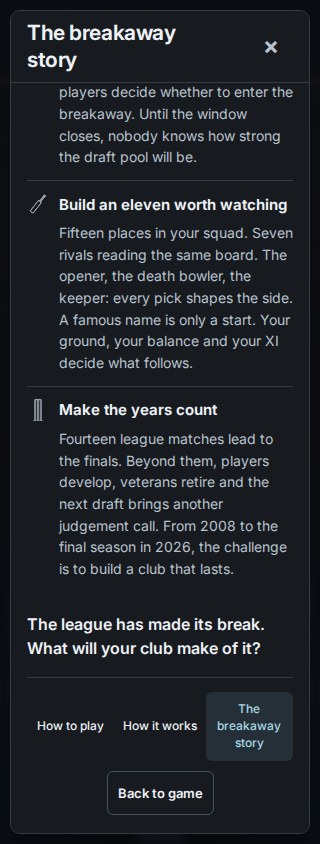 The breakaway
story
players decide whether to enter the
breakaway. Until the window
closes, nobody knows how strong
the draft pool will be.
Build an eleven worth watching
Fifteen places in your squad. Seven
rivals reading the same board. The
opener, the death bowler, the
keeper: every pick shapes the side.
A famous name is only a start. Your
ground, your balance and your XI
decide what follows.
Make the years count
Fourteen league matches lead to
the finals. Beyond them, players
develop, veterans retire and the
next draft brings another
judgement call. From 2008 to the
final season in 2026, the challenge
is to build a club that lasts.
The league has made its break.
What will your club make of it?
How to play
How it works
The
breakaway
story
Back to game